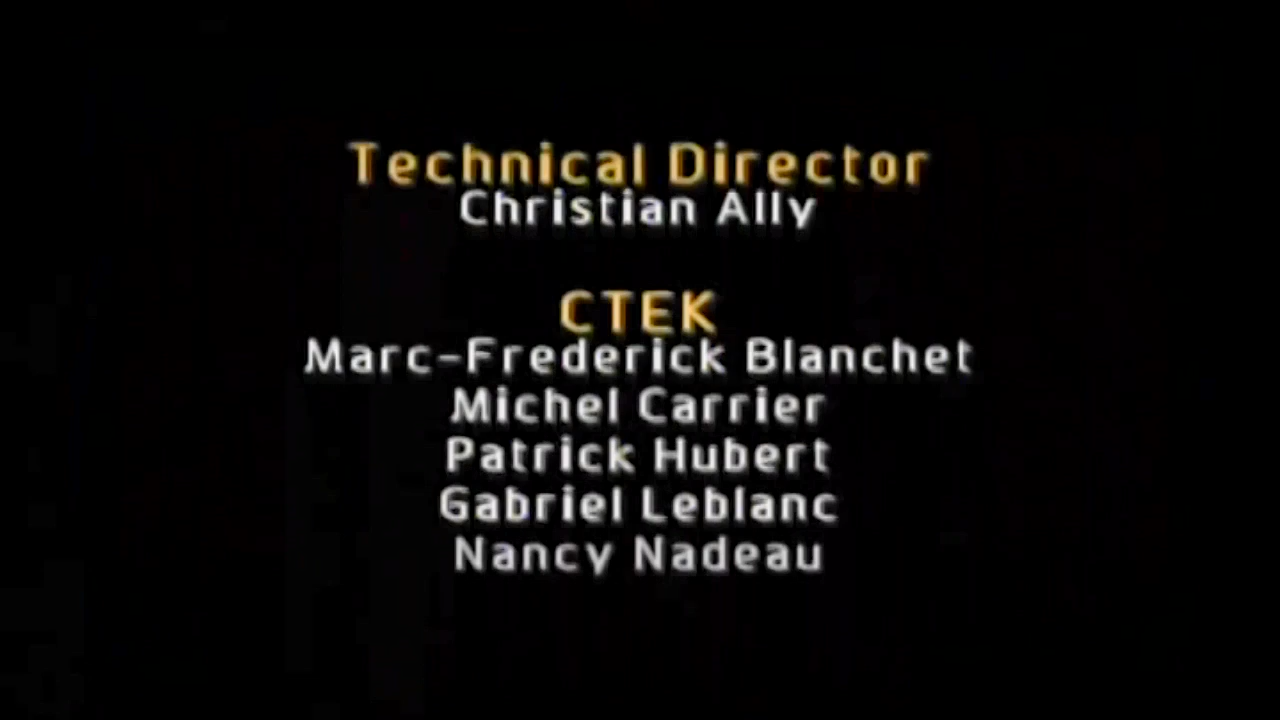 Technical Director
Christian Ally
CTEK
Marc-Frederick Blanchet
Michel Carrier
Patrick Hubert
Gabriel Leblanc
Nancy Nadeau